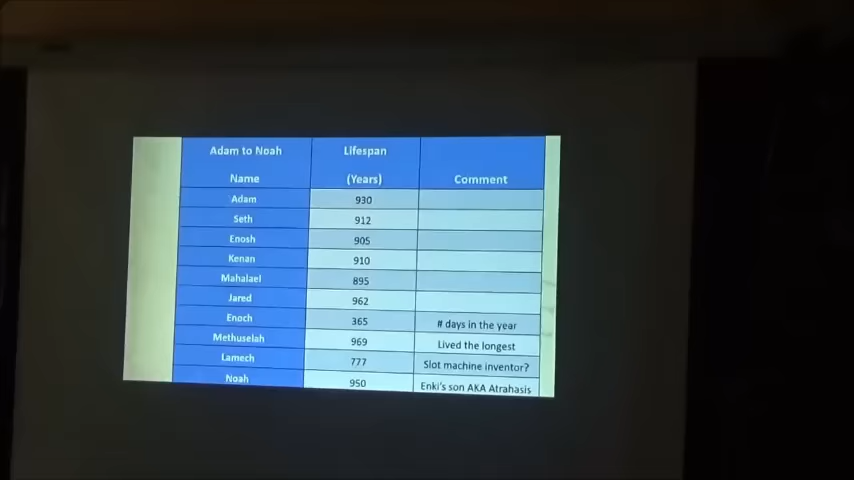 Adam to Noah Lifespan
Name (Years) Comment
Adam 930
Seth 912
Enosh 905
Kenan 910
Mahalael 895
Jared 962
Enoch 365 # days in the year
Methuselah 969 Lived the longest
Lamech 777 Slot machine inventor?
Noah 950 Enki's son AKA Atrahasis